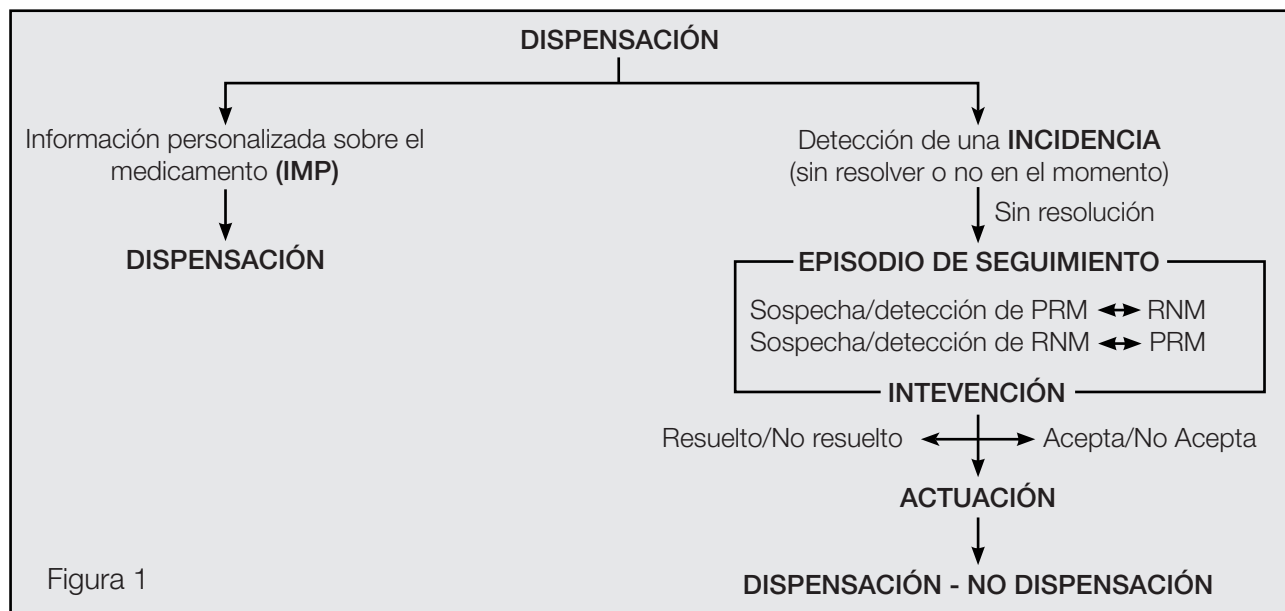 DISPENSACIÓN
Información personalizada sobre el
medicamento (IMP)
DISPENSACIÓN
Detección de una INCIDENCIA
(sin resolver o no en el momento)
Sin resolución
EPISODIO DE SEGUIMIENTO
Sospecha/detección de PRM RNM
Sospecha/detección de RNM PRM
INTEVENCIÓN
Resuelto/No resuelto Acepta/No Acepta
ACTUACIÓN
DISPENSACIÓN - NO DISPENSACIÓN
Figura 1